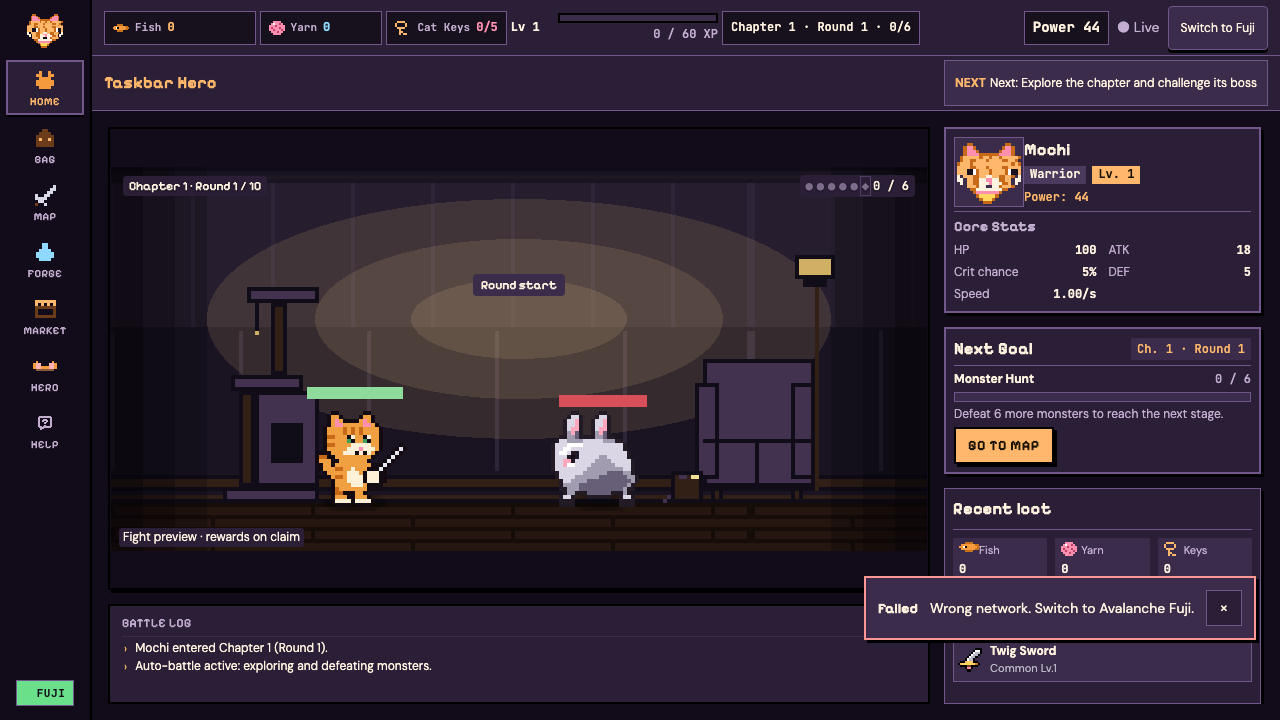 Fish 0
Yarn 0
Cat Keys 0/5
Lv 1
0 / 60 XP
Chapter 1 · Round 1 · 0/6
Power 44
Live
Switch to Fuji
HOME
BAG
MAP
FORGE
MARKET
HERO
HELP
FUJI
Taskbar Hero
NEXT Next: Explore the chapter and challenge its boss
Chapter 1 · Round 1 / 10
0 / 6
Round start
Fight preview · rewards on claim
BATTLE LOG
› Mochi entered Chapter 1 (Round 1).
› Auto-battle active: exploring and defeating monsters.
Mochi
Warrior Lv. 1
Power: 44
Core Stats
HP 100 ATK 18
Crit chance 5% DEF 5
Speed 1.00/s
Next Goal Ch. 1 · Round 1
Monster Hunt 0 / 6
Defeat 6 more monsters to reach the next stage.
GO TO MAP
Recent loot
Fish Yarn Keys
0 0 0
Failed Wrong network. Switch to Avalanche Fuji. ×
Twig Sword
Common Lv.1